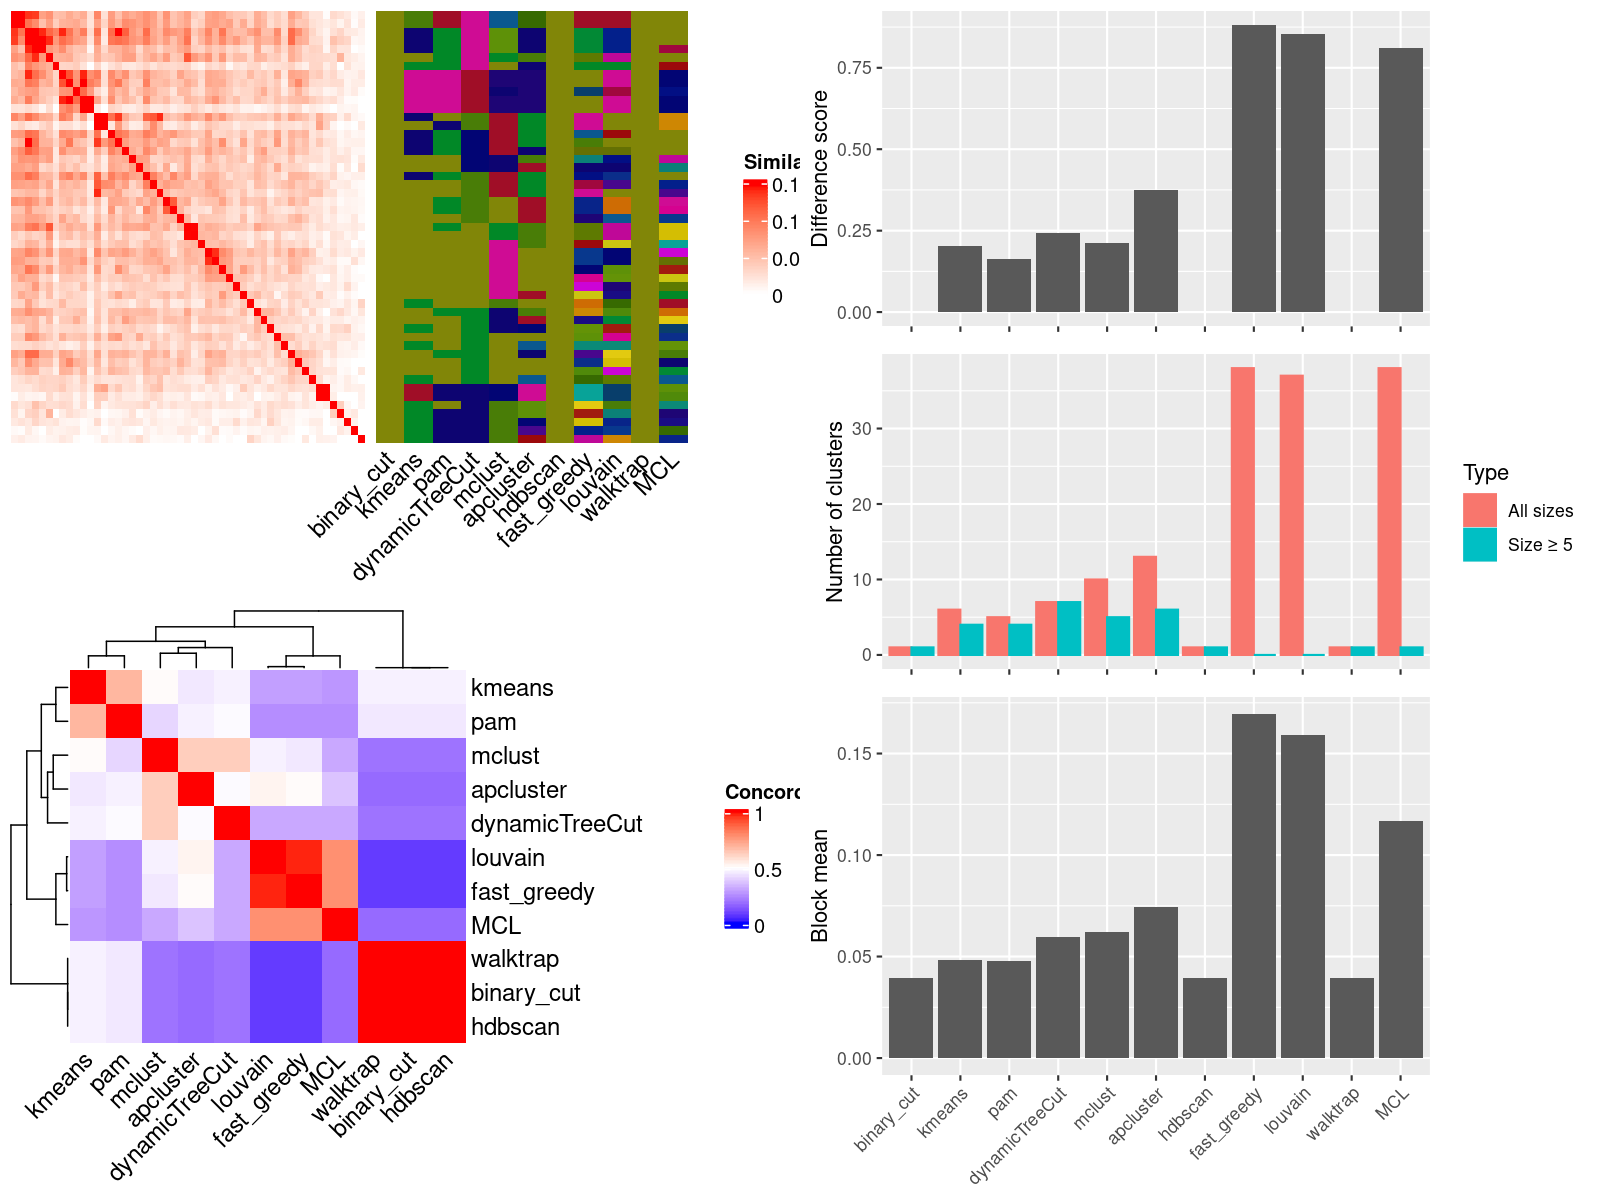 Simila
0.1
0.1
0.0
0
binary_cut
kmeans
pam
dynamicTreeCut
mclust
apcluster
hdbscan
fast_greedy
louvain
walktrap
MCL
kmeans
pam
mclust
apcluster
dynamicTreeCut
louvain
fast_greedy
MCL
walktrap
binary_cut
hdbscan
kmeans
pam
mclust
apcluster
dynamicTreeCut
louvain
fast_greedy
MCL
walktrap
binary_cut
hdbscan
Concord
1
0.5
0
Difference score
0.75
0.50
0.25
0.00
Number of clusters
30
20
10
0
Type
All sizes
Size ≥ 5
Block mean
0.15
0.10
0.05
0.00
binary_cut
kmeans
pam
dynamicTreeCut
mclust
apcluster
hdbscan
fast_greedy
louvain
walktrap
MCL